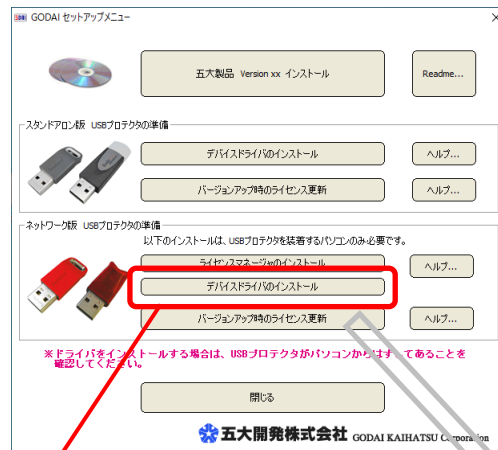 GODAI セットアップメニュー
五大製品 Version xx インストール
Readme...
スタンドアロン版 USBプロテクタの準備
デバイスドライバのインストール
ヘルプ...
バージョンアップ時のライセンス更新
ネットワーク版 USBプロテクタの準備
以下のインストールは、USBプロテクタを装着するパソコンのみ必要です。
ライセンスマネージャのインストール
ヘルプ...
デバイスドライバのインストール
バージョンアップ時のライセンス更新
ヘルプ...
※ドライバをインストールする場合は、USBプロテクタがパソコンからはずしてあることを
確認してください。
閉じる
五大開発株式会社 GODAI KAIHATSU Corporation